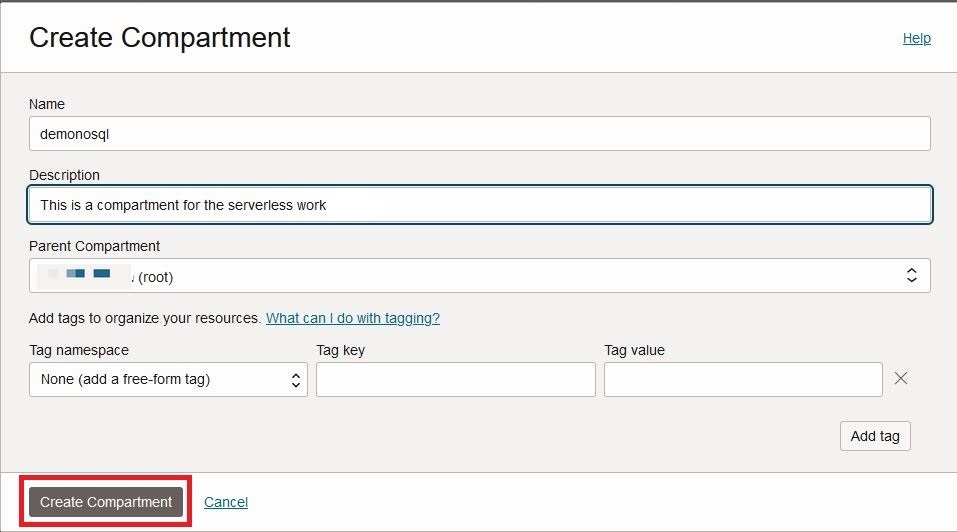 Create Compartment
Help
Name
demonosql
Description
This is a compartment for the serverless work
Parent Compartment
(root)
Add tags to organize your resources. What can I do with tagging?
Tag namespace Tag key Tag value
None (add a free-form tag)
Add tag
Create Compartment Cancel